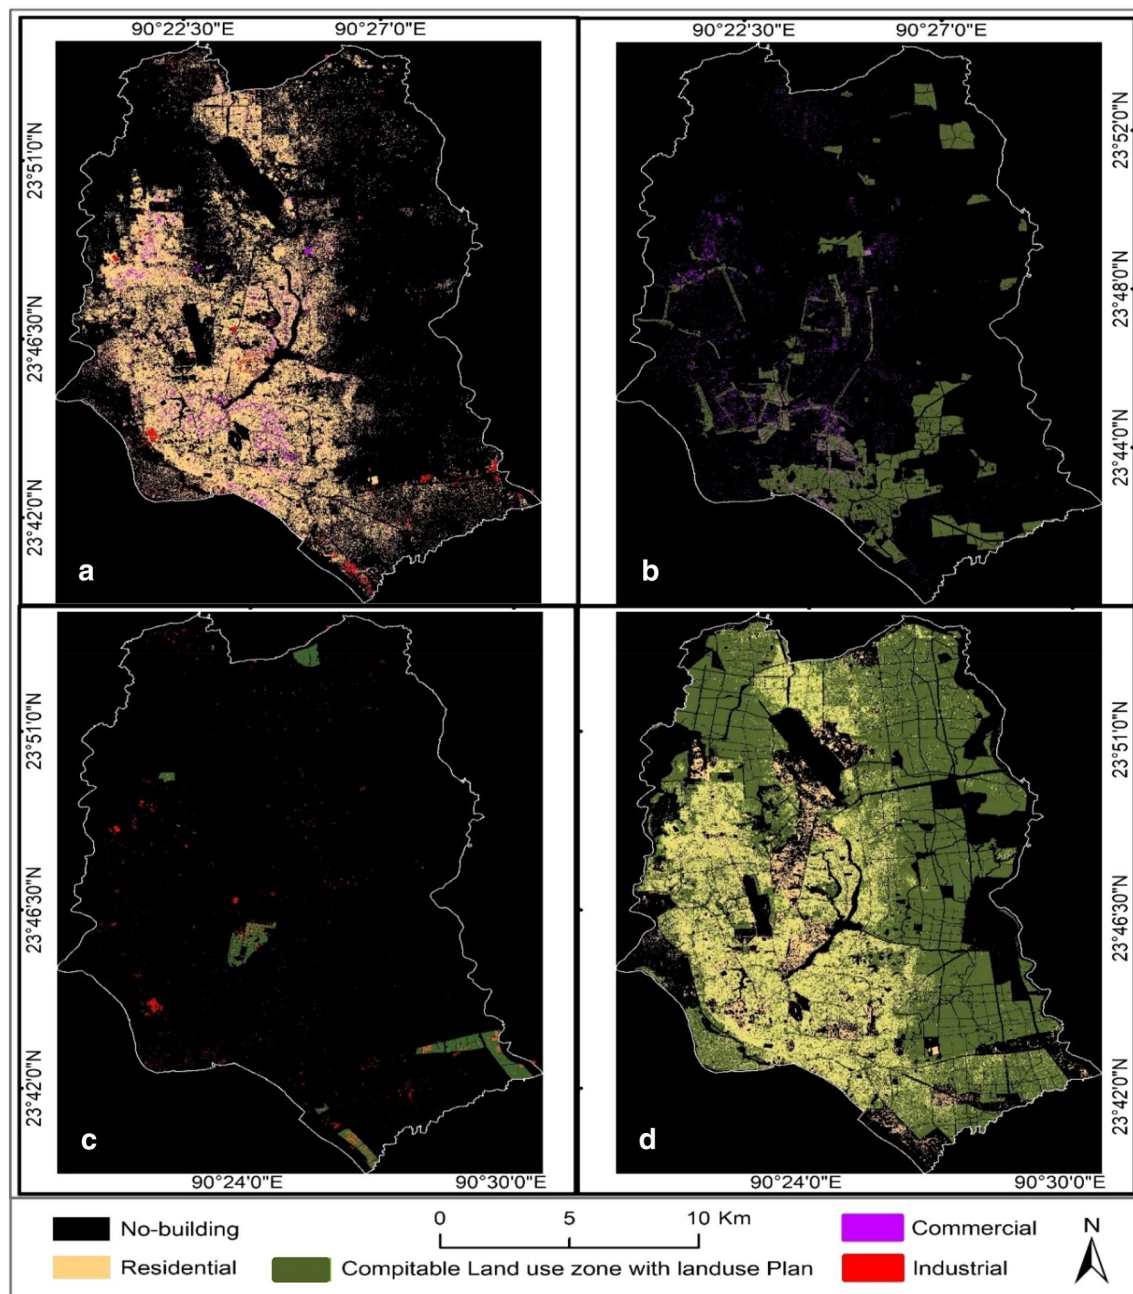 90°22'30"E 90°27'0"E 90°22'30"E 90°27'0"E
23°51'0"N
23°46'30"N
23°42'0"N
23°52'0"N
23°48'0"N
23°44'0"N
a
b
23°51'0"N
23°46'30"N
23°42'0"N
23°51'0"N
23°46'30"N
23°42'0"N
c
d
90°24'0"E 90°30'0"E 90°24'0"E 90°30'0"E
No-building 0 5 10 Km Commercial N
Residential Compitable Land use zone with landuse Plan Industrial